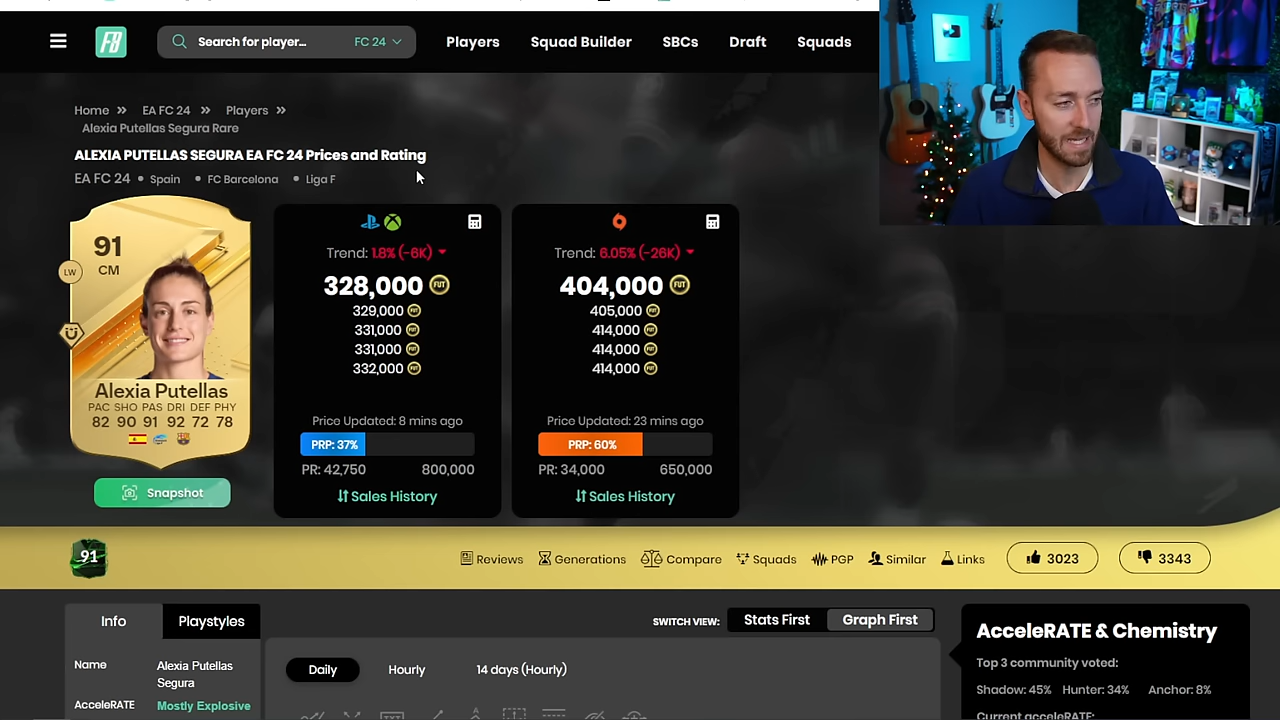 FB
Search for player...
FC 24
Players
Squad Builder
SBCs
Draft
Squads
Home » EA FC 24 » Players »
Alexia Putellas Segura Rare
ALEXIA PUTELLAS SEGURA EA FC 24 Prices and Rating
EA FC 24 • Spain • FC Barcelona • Liga F
91
CM
LW
Alexia Putellas
PAC SHO PAS DRI DEF PHY
82 90 91 92 72 78
Snapshot
Trend: 1.8% (-6K)
328,000 FUT
329,000
331,000
331,000
332,000
Price Updated: 8 mins ago
PRP: 37%
PR: 42,750 800,000
Sales History
Trend: 6.05% (-26K)
404,000 FUT
405,000
414,000
414,000
414,000
Price Updated: 23 mins ago
PRP: 60%
PR: 34,000 650,000
Sales History
91
Reviews
Generations
Compare
Squads
PGP
Similar
Links
3023
3343
Info
Playstyles
Name
Alexia Putellas
Segura
AcceleRATE
Mostly Explosive
SWITCH VIEW:
Stats First
Graph First
Daily
Hourly
14 days (Hourly)
TXT
AcceleRATE & Chemistry
Top 3 community voted:
Shadow: 45% Hunter: 34% Anchor: 8%
Current acceleRATE: